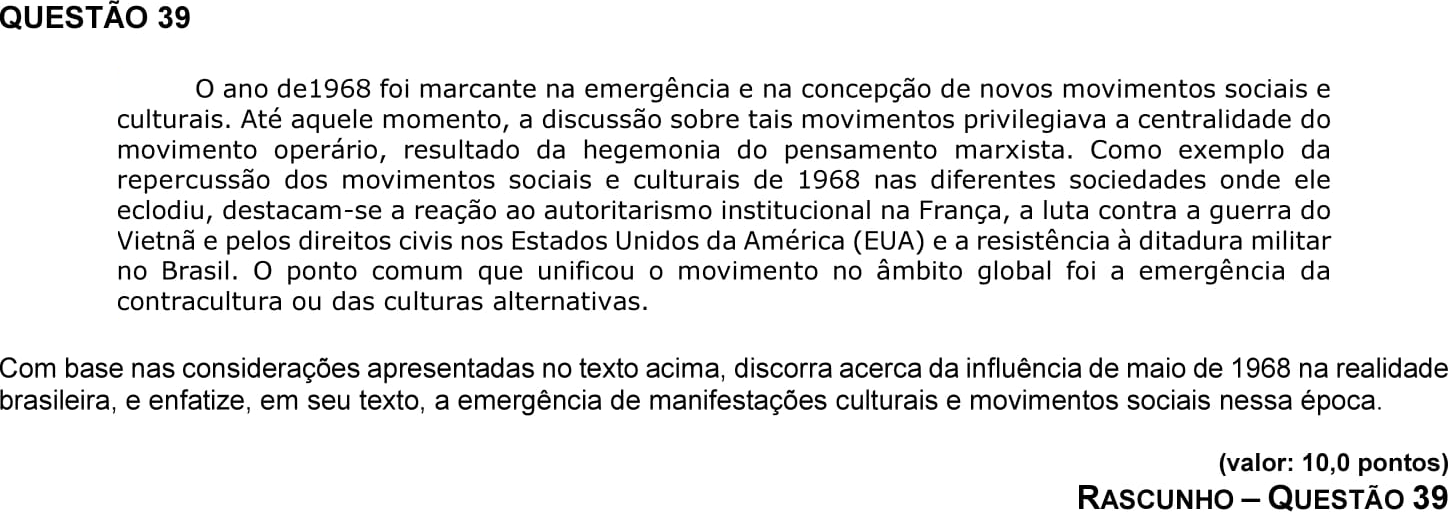 QUESTÃO 39
O ano de1968 foi marcante na emergência e na concepção de novos movimentos sociais e
culturais. Até aquele momento, a discussão sobre tais movimentos privilegiava a centralidade do
movimento operário, resultado da hegemonia do pensamento marxista. Como exemplo da
repercussão dos movimentos sociais e culturais de 1968 nas diferentes sociedades onde ele
eclodiu, destacam-se a reação ao autoritarismo institucional na França, a luta contra a guerra do
Vietnã e pelos direitos civis nos Estados Unidos da América (EUA) e a resistência à ditadura militar
no Brasil. O ponto comum que unificou o movimento no âmbito global foi a emergência da
contracultura ou das culturas alternativas.
Com base nas considerações apresentadas no texto acima, discorra acerca da influência de maio de 1968 na realidade
brasileira, e enfatize, em seu texto, a emergência de manifestações culturais e movimentos sociais nessa época.
(valor: 10,0 pontos)
RASCUNHO – QUESTÃO 39